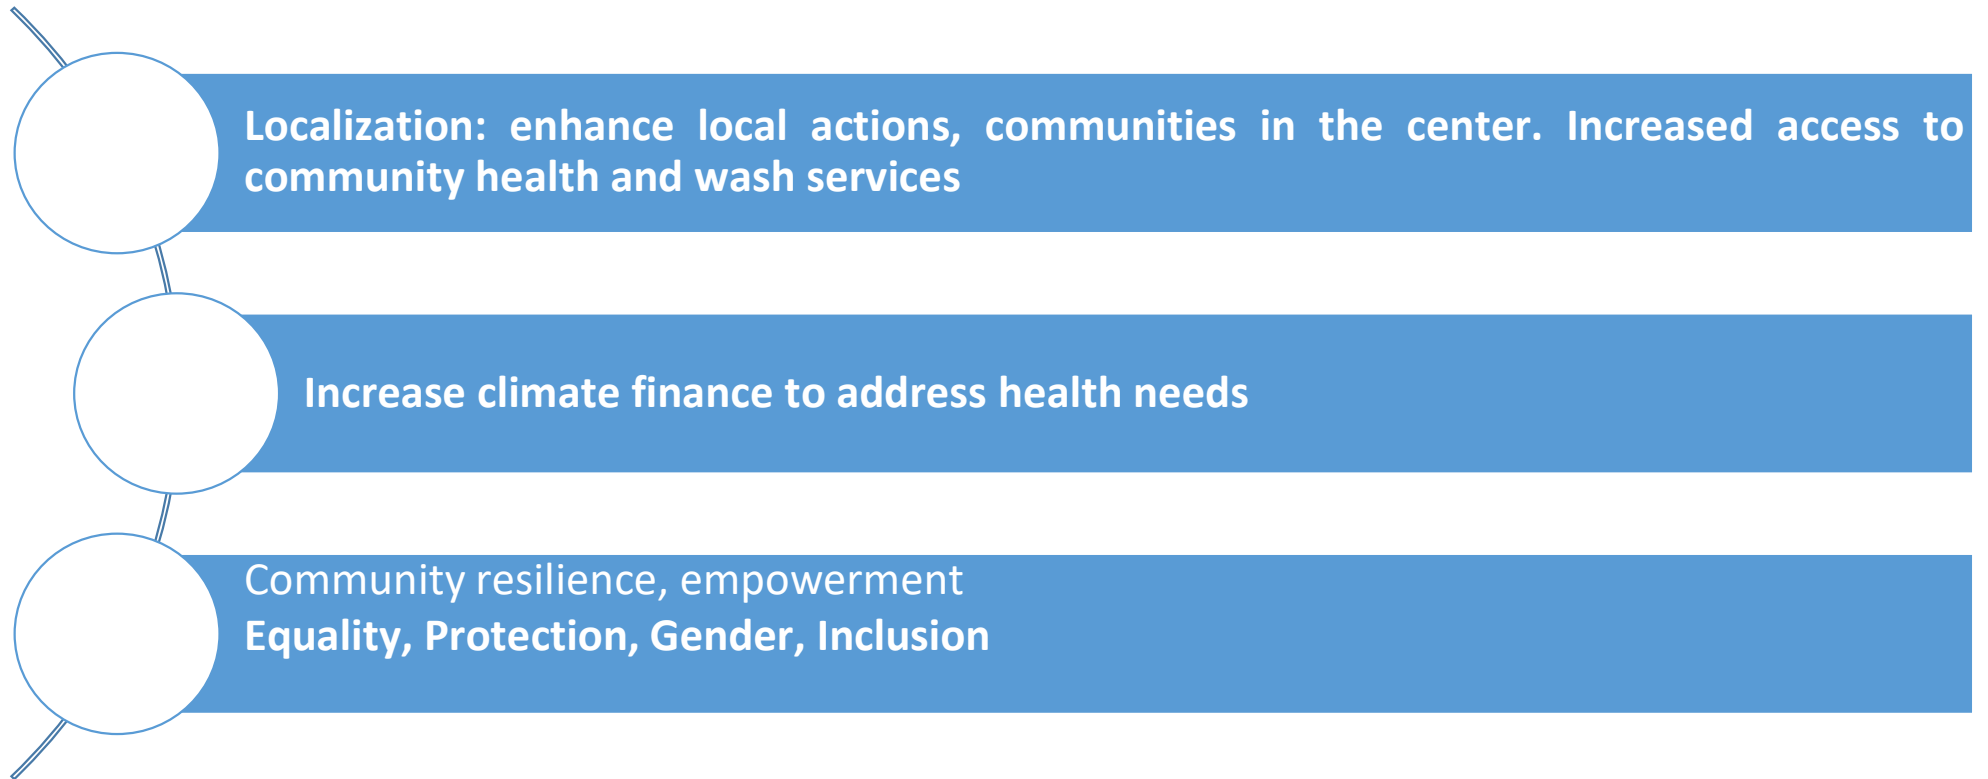 Localization: enhance local actions, communities in the center. Increased access to
community health and wash services
Increase climate finance to address health needs
Community resilience, empowerment
Equality, Protection, Gender, Inclusion